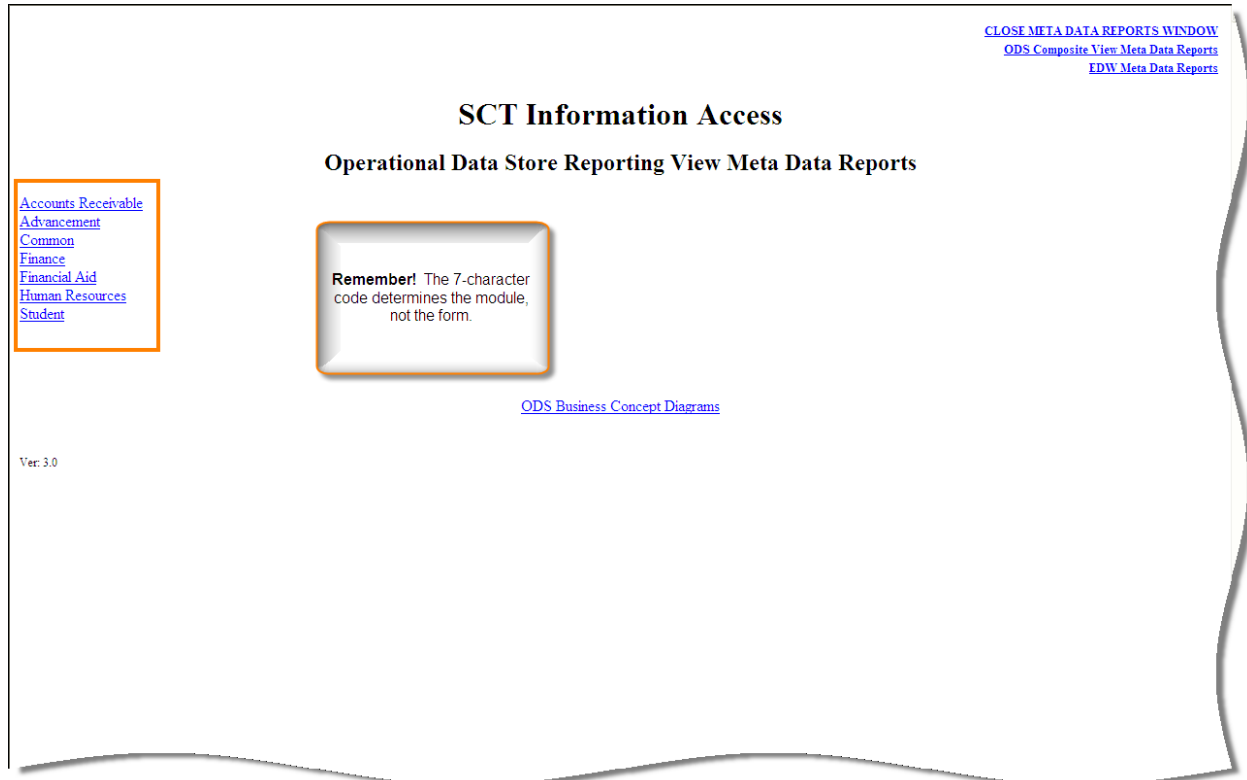 CLOSE META DATA REPORTS WINDOW
ODS Composite View Meta Data Reports
EDW Meta Data Reports
SCT Information Access
Operational Data Store Reporting View Meta Data Reports
Accounts Receivable
Advancement
Common
Finance
Financial Aid
Human Resources
Student
Remember! The 7-character
code determines the module,
not the form.
ODS Business Concept Diagrams
Ver: 3.0